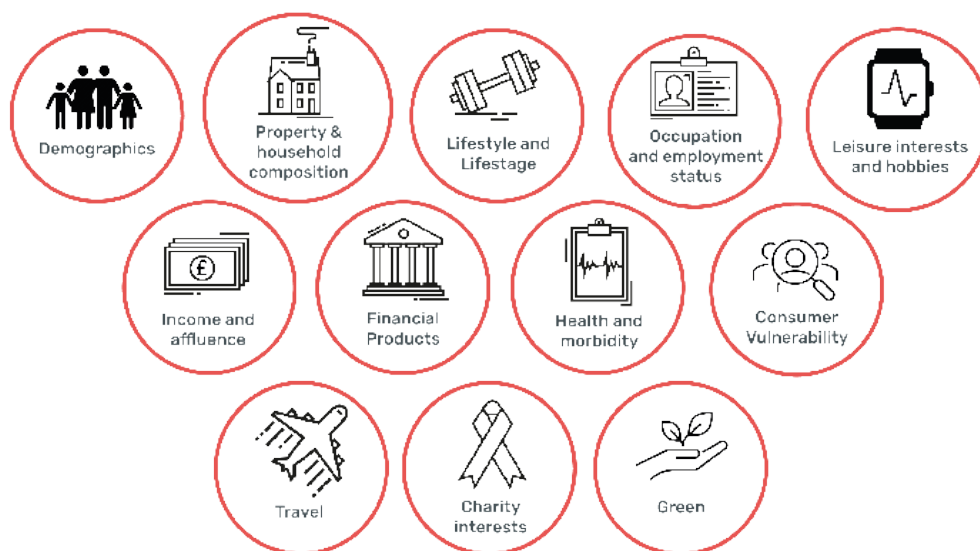 Demographics
Property &
household
composition
Lifestyle and
Lifestage
Occupation
and employment
status
Leisure interests
and hobbies
£
Income and
affluence
Financial
Products
Health and
morbidity
Consumer
Vulnerability
Travel
Charity
interests
Green